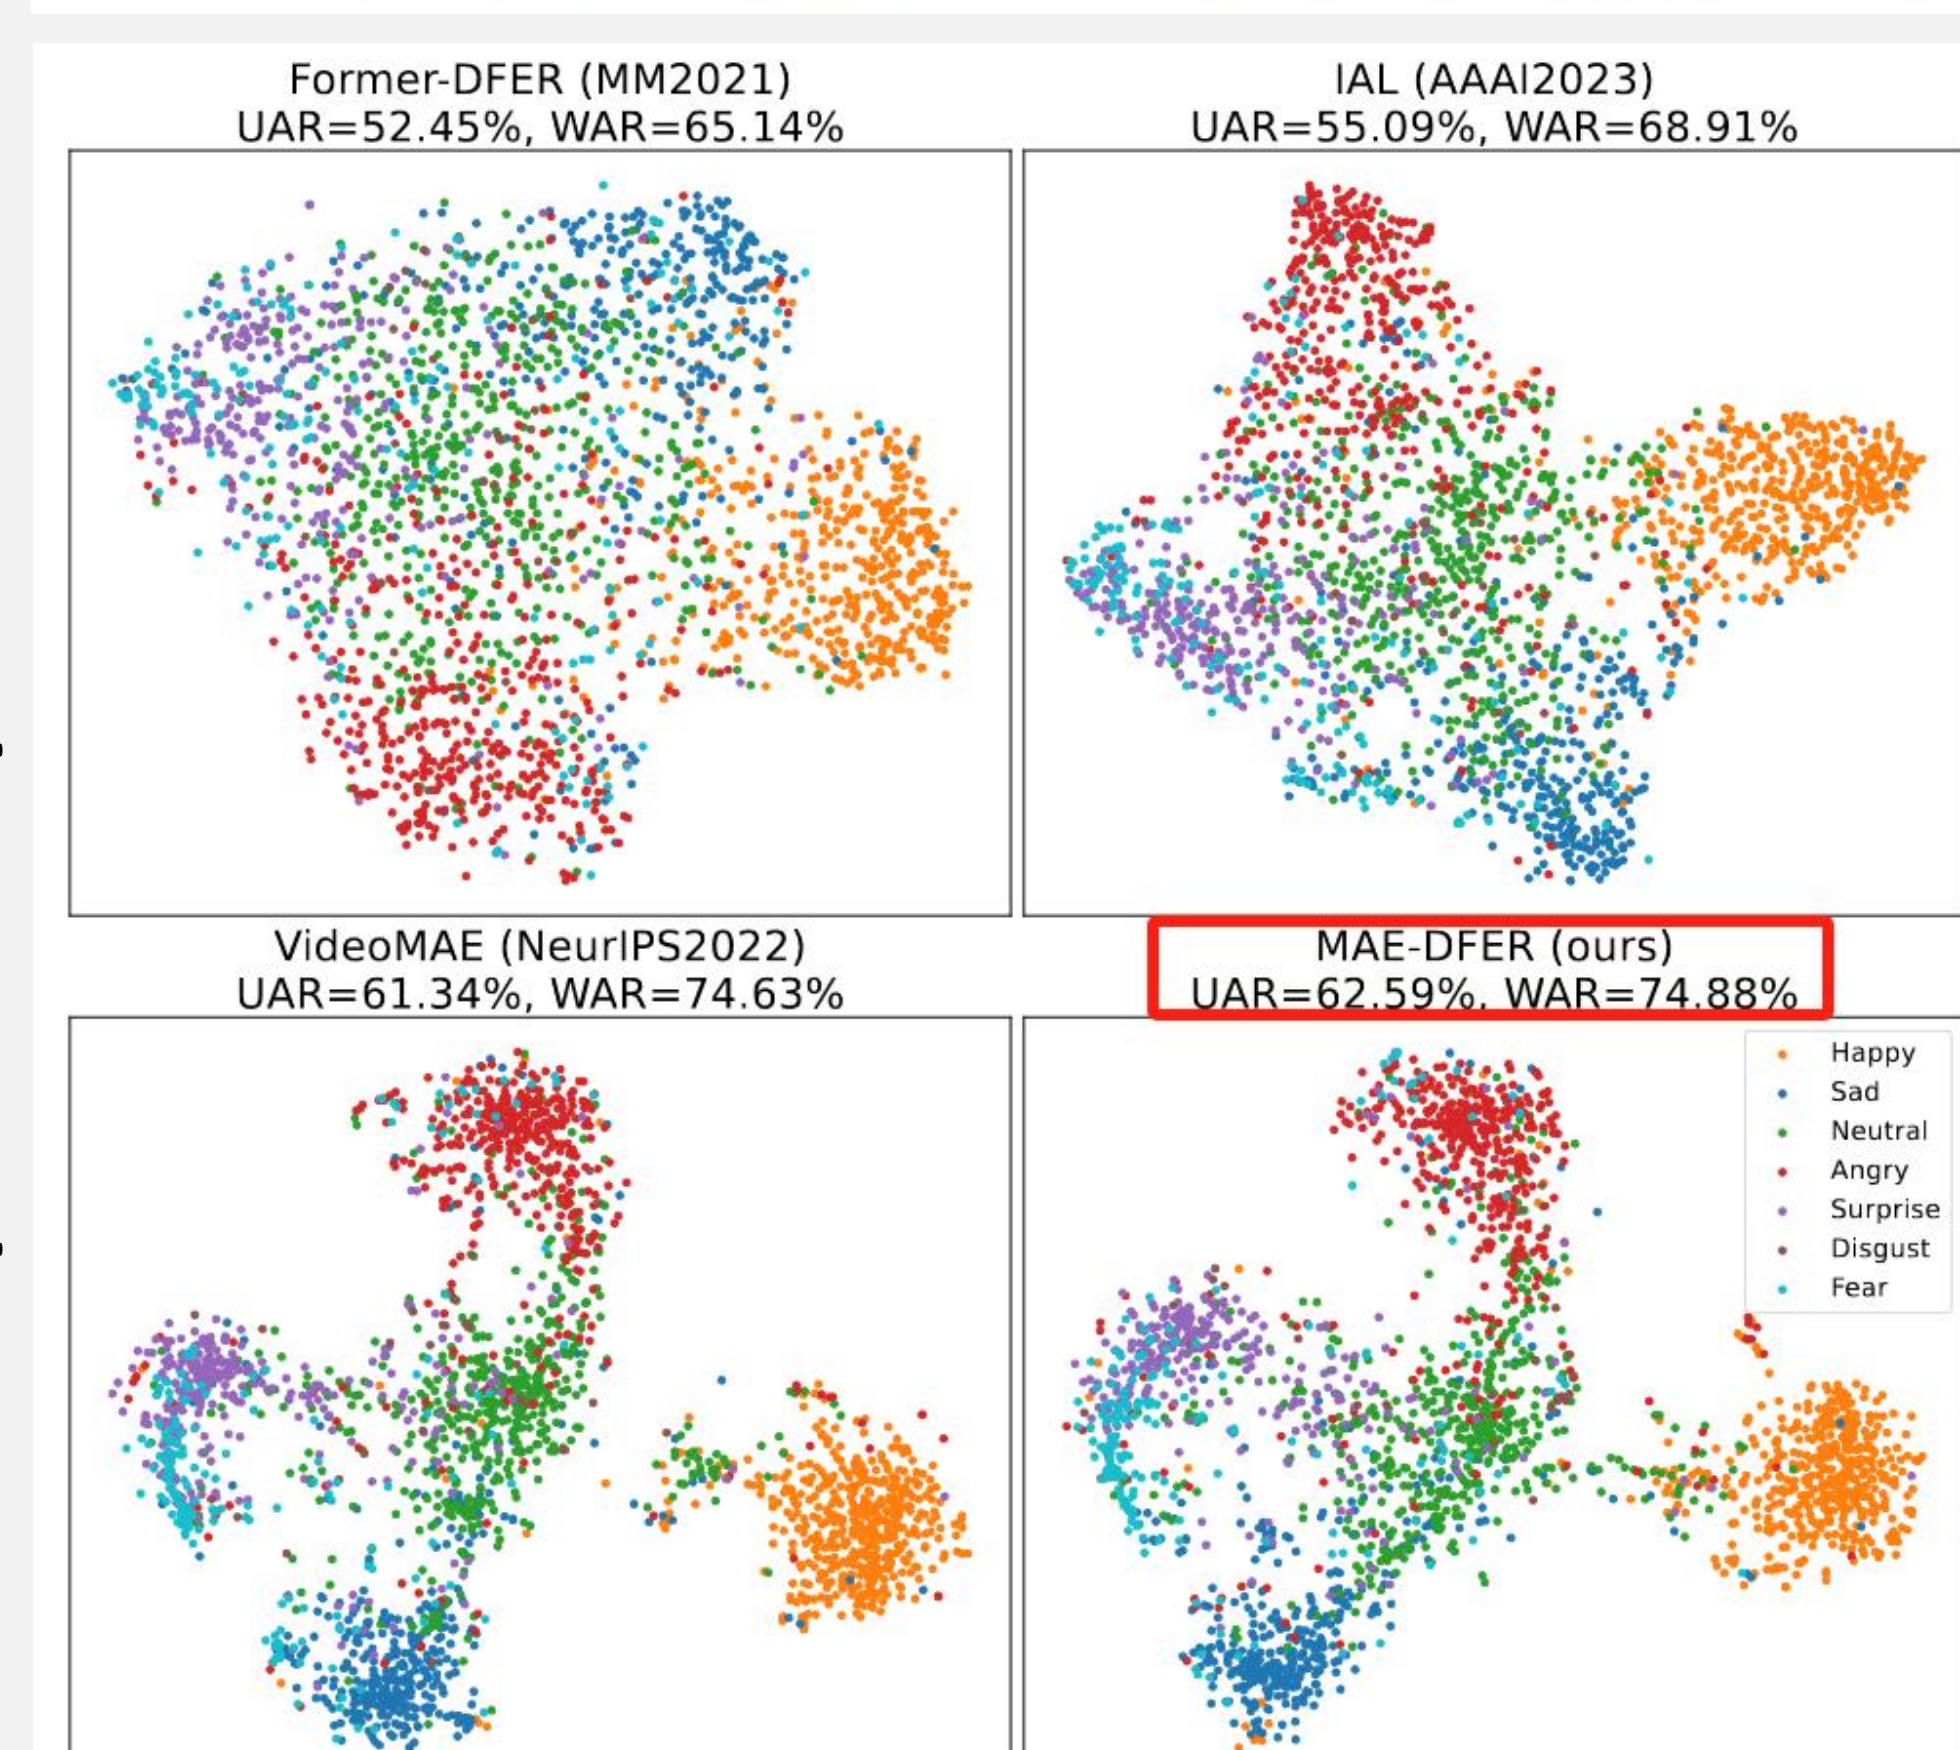 Former-DFER (MM2021)
UAR=52.45%, WAR=65.14%
IAL (AAAI2023)
UAR=55.09%, WAR=68.91%
VideoMAE (NeurIPS2022)
UAR=61.34%, WAR=74.63%
MAE-DFER (ours)
UAR=62.59%, WAR=74.88%
Happy
Sad
Neutral
Angry
Surprise
Disgust
Fear